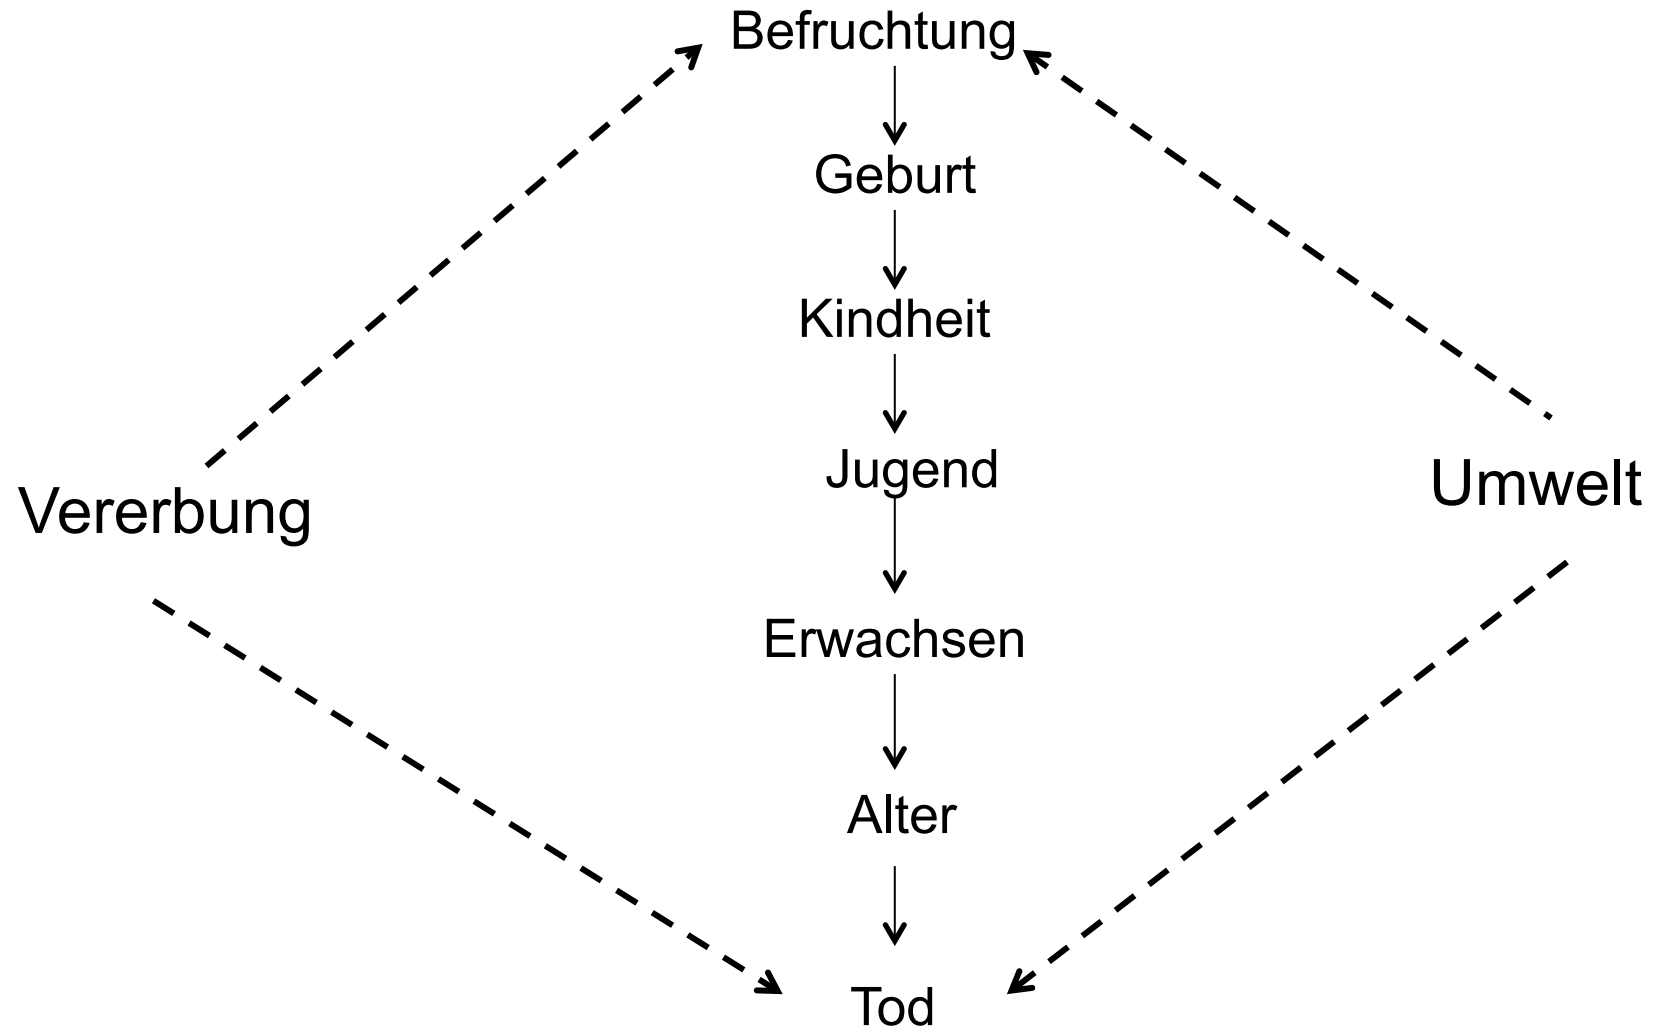 Befruchtung
Geburt
Kindheit
Jugend
Vererbung
Umwelt
Erwachsen
Alter
Tod